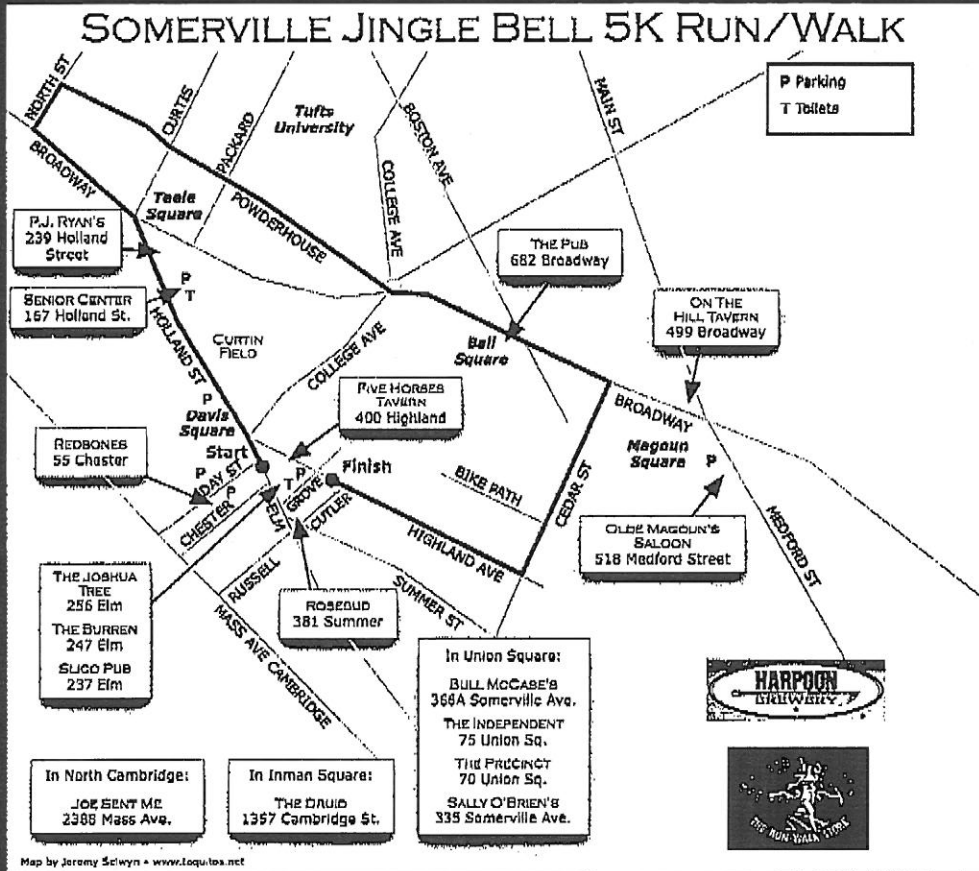 SOMERVILLE JINGLE BELL 5K RUN/WALK
P Parking
T Toilets
NORTH ST
CURTIS
PACKARD
Tufts
University
BOSTON AVE
MAIN ST
BROADWAY
Teele
Square
POWDERHOUSE
COLLEGE AVE
P.J. RYAN'S
239 Holland
Street
THE PUB
682 Broadway
P
T
SENIOR CENTER
167 Holland St.
ON THE
HILL TAVERN
499 Broadway
HOLLAND ST
CURTIN
FIELD
COLLEGE AVE
Ball
Square
P
Davis
Square
FIVE HORSES
TAVERN
400 Highland
BROADWAY
REDBONES
55 Chester
Start
P
DAY ST
P
CHESTER
T
P
Finish
GROVE
ELM
CUTLER
BIKE PATH
CEDAR ST
Magoun
Square
P
HIGHLAND AVE
OLDE MAGOUN'S
SALOON
518 Medford Street
MEDFORD ST
RUSSELL
SUMMER ST
MASS AVE CAMBRIDGE
THE JOSHUA
TREE
256 Elm
THE BURREN
247 Elm
SLIGO PUB
237 Elm
ROSEBUD
381 Summer
In Union Square:
BULL MCCABE'S
366A Somerville Ave.
THE INDEPENDENT
75 Union Sq.
THE PRECINCT
70 Union Sq.
SALLY O'BRIEN'S
335 Somerville Ave.
HARPOON
BREWERY
In North Cambridge:
JOE SENT ME
2388 Mass Ave.
In Inman Square:
THE DRUID
1357 Cambridge St.
THE RUN-WALK STORE
Map by Jeremy Selwyn • www.taquitos.net